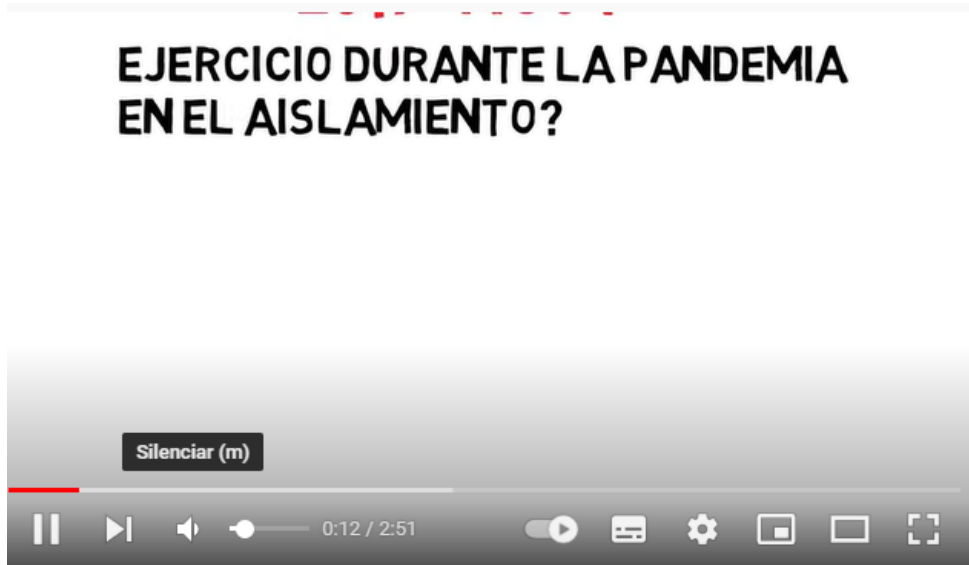 EJERCICIO DURANTE LA PANDEMIA
EN EL AISLAMIENTO?
Silenciar (m)
0:12 / 2:51